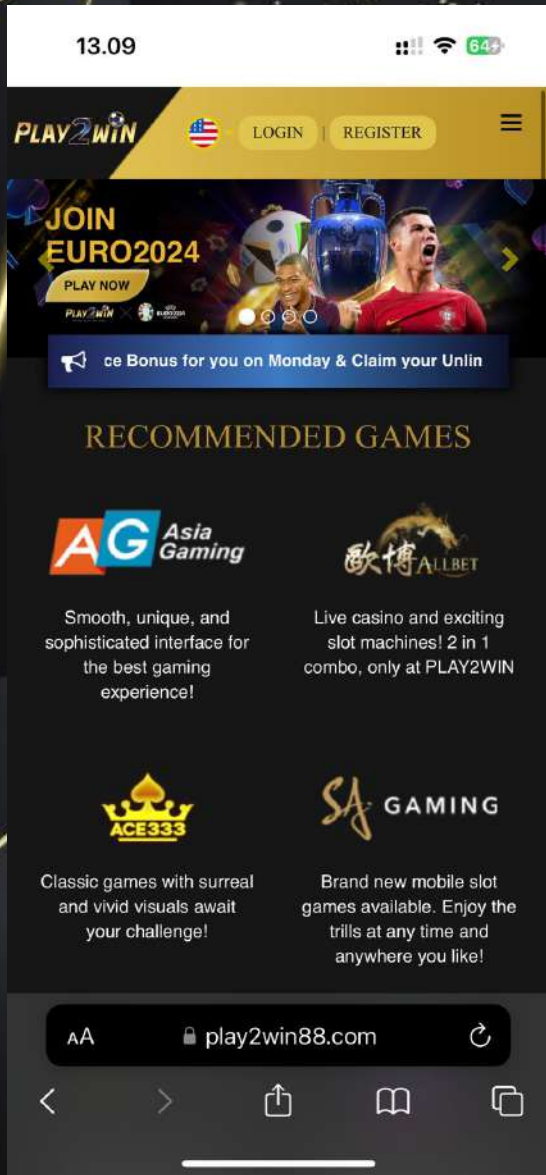 13.09
64
PLAY2WIN
LOGIN | REGISTER
JOIN
EURO2024
PLAY NOW
PLAY2WIN × EURO2024
ce Bonus for you on Monday & Claim your Unlin
RECOMMENDED GAMES
AG Asia
Gaming
歐博 ALLBET
Smooth, unique, and
sophisticated interface for
the best gaming
experience!
Live casino and exciting
slot machines! 2 in 1
combo, only at PLAY2WIN
ACE333
SA GAMING
Classic games with surreal
and vivid visuals await
your challenge!
Brand new mobile slot
games available. Enjoy the
trills at any time and
anywhere you like!
AA play2win88.com